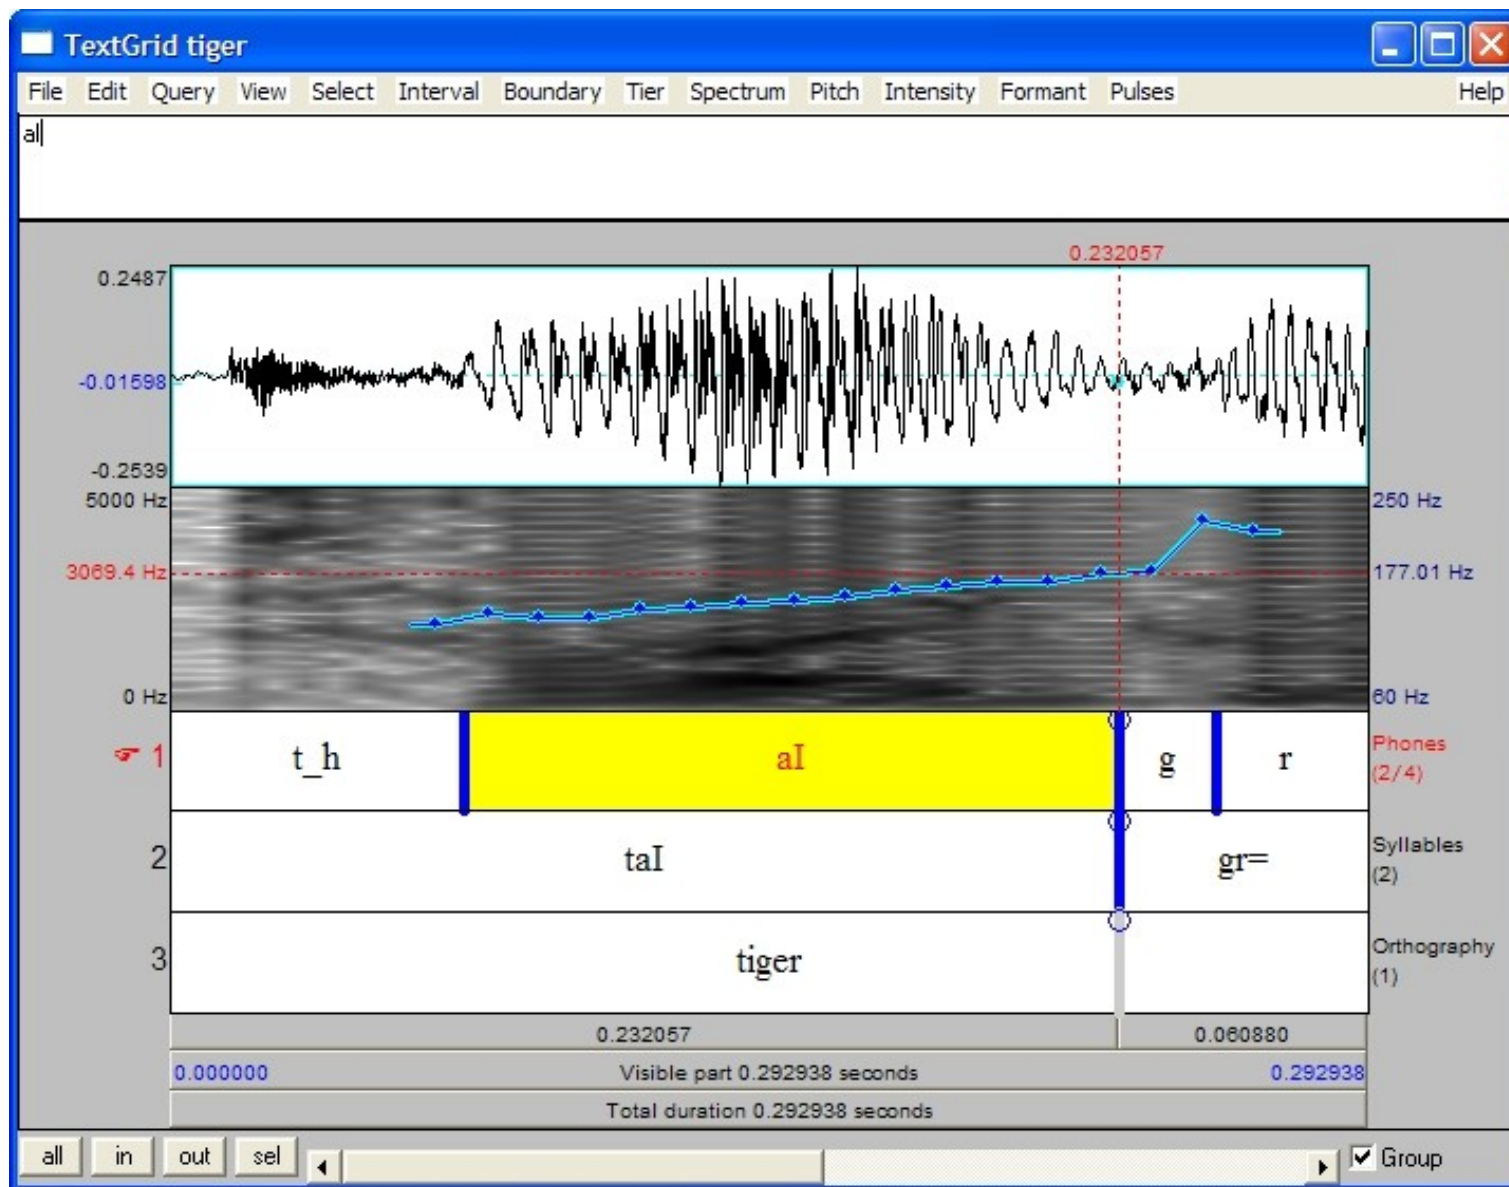 TextGrid tiger
File Edit Query View Select Interval Boundary Tier Spectrum Pitch Intensity Formant Pulses Help
aI
0.232057
0.2487
-0.01598
-0.2539
5000 Hz 250 Hz
3069.4 Hz 177.01 Hz
0 Hz 60 Hz
1 t_h aI g r Phones
(2/4)
2 taI gr= Syllables
(2)
3 tiger Orthography
(1)
0.232057 0.060880
0.000000 Visible part 0.292938 seconds 0.292938
Total duration 0.292938 seconds
all in out sel Group